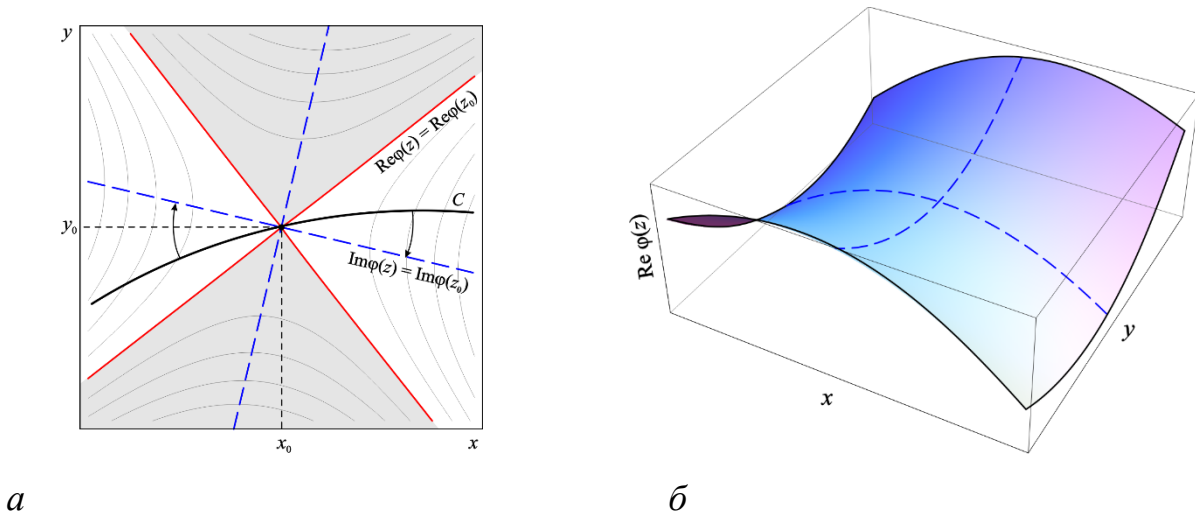 y
Reφ(z) = Reφ(z₀)
C
y₀
Imφ(z) = Imφ(z₀)
x₀
x
Re φ(z)
x
y
а
б